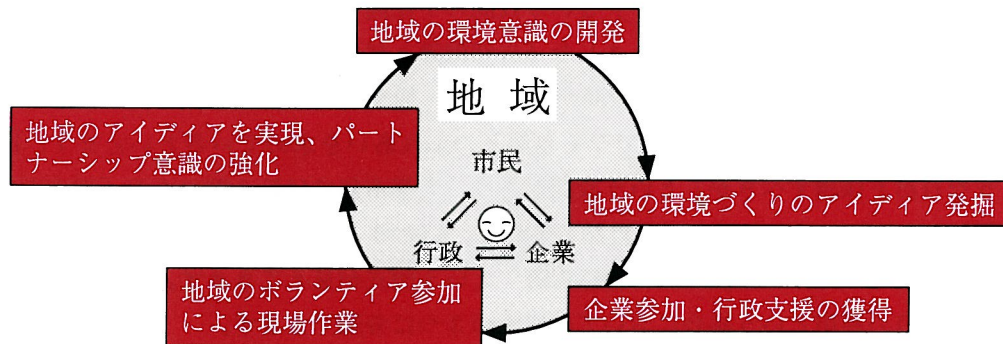 地域の環境意識の開発
地域
地域のアイディアを実現、パート
ナーシップ意識の強化
市民
地域の環境づくりのアイディア発掘
行政
企業
地域のボランティア参加
による現場作業
企業参加・行政支援の獲得